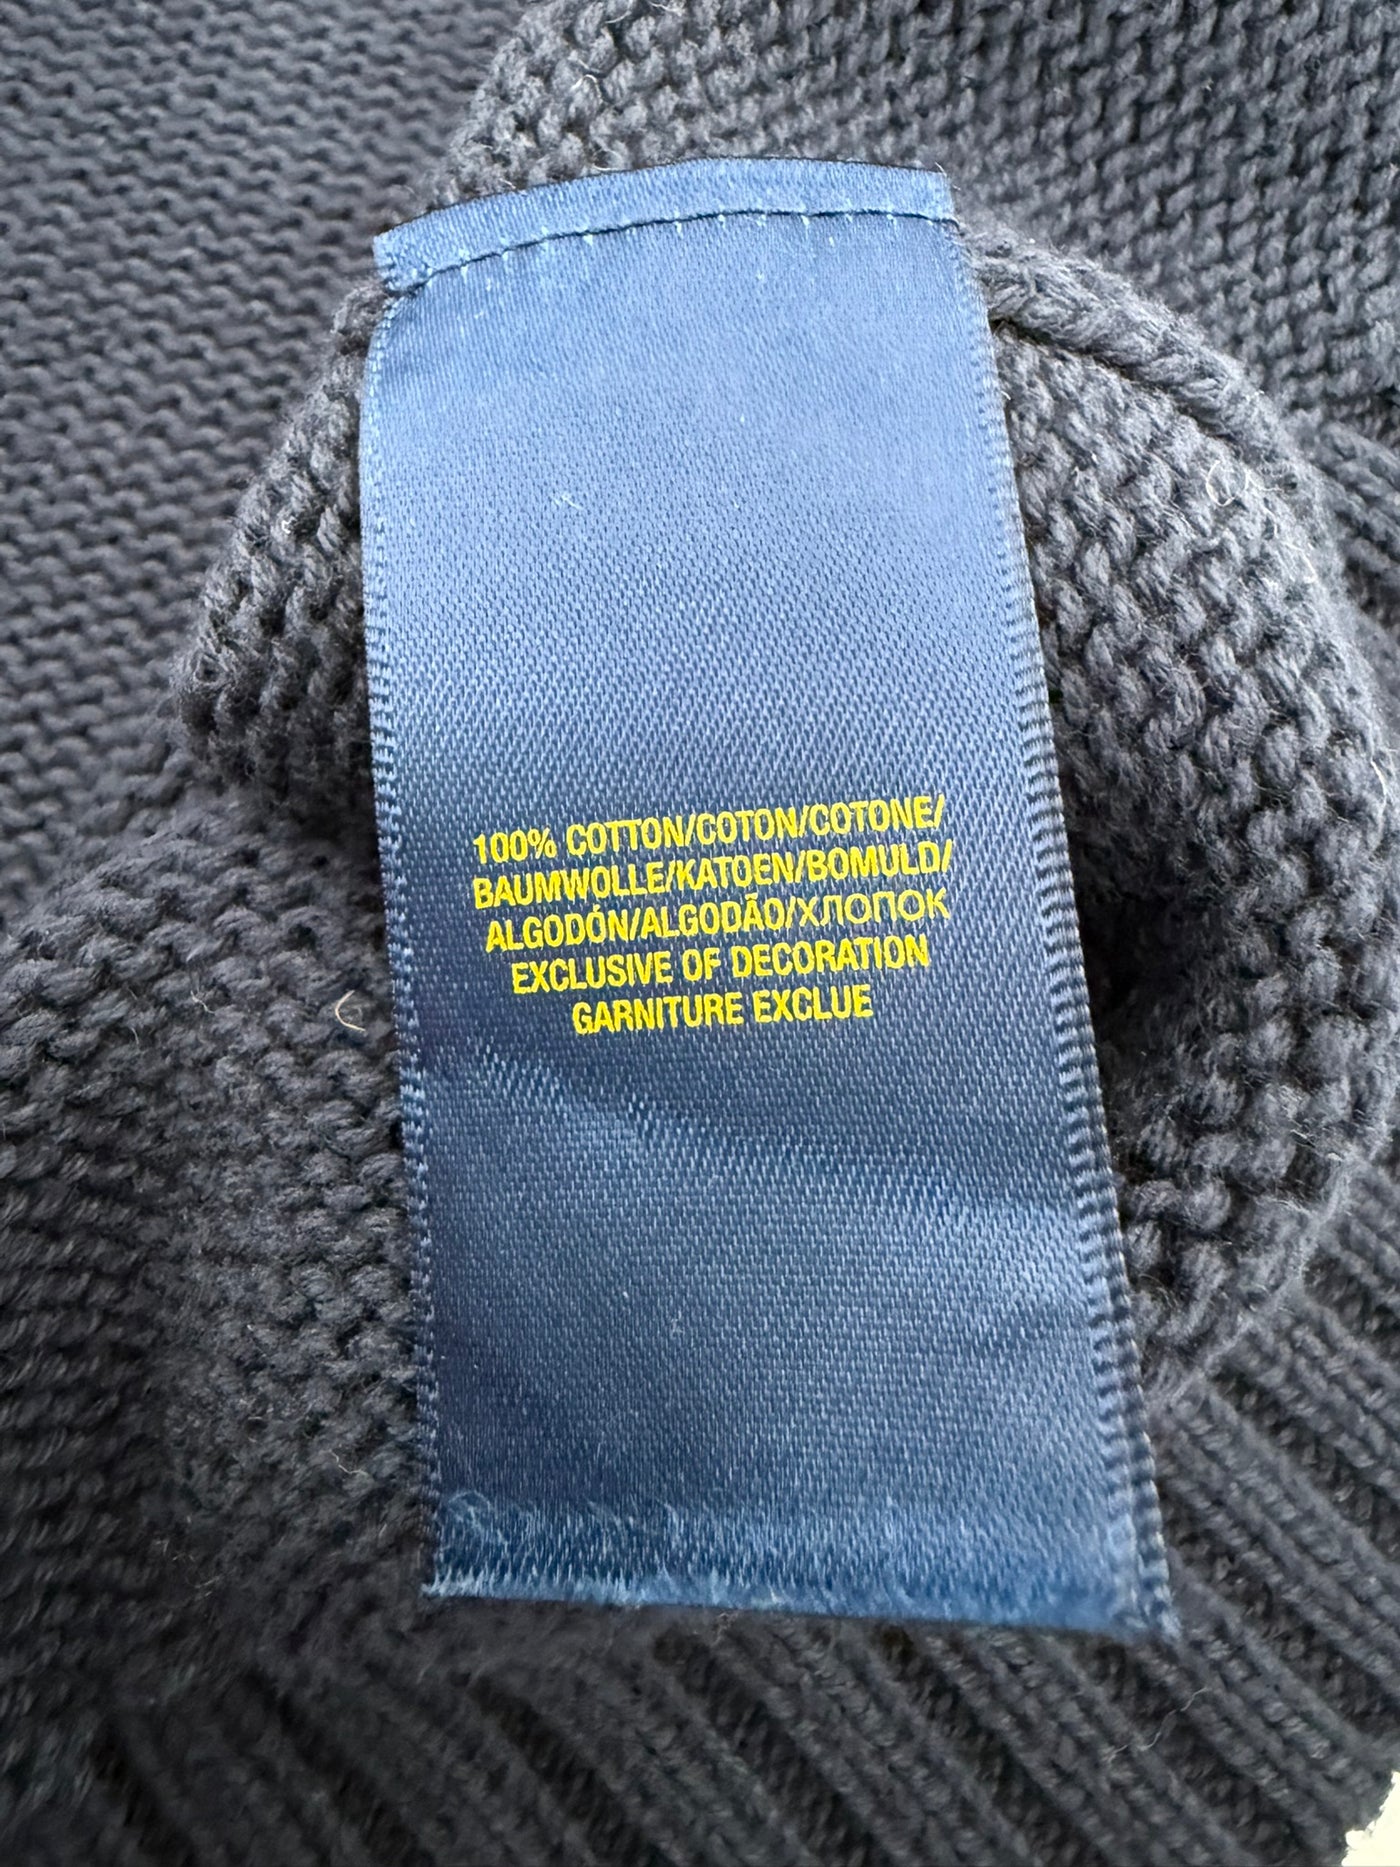 100% COTTON/COTON/COTONE/
BAUMWOLLE/KATOEN/BOMULD/
ALGODÓN/ALGODÃO/ХЛОПОК
EXCLUSIVE OF DECORATION
GARNITURE EXCLUE